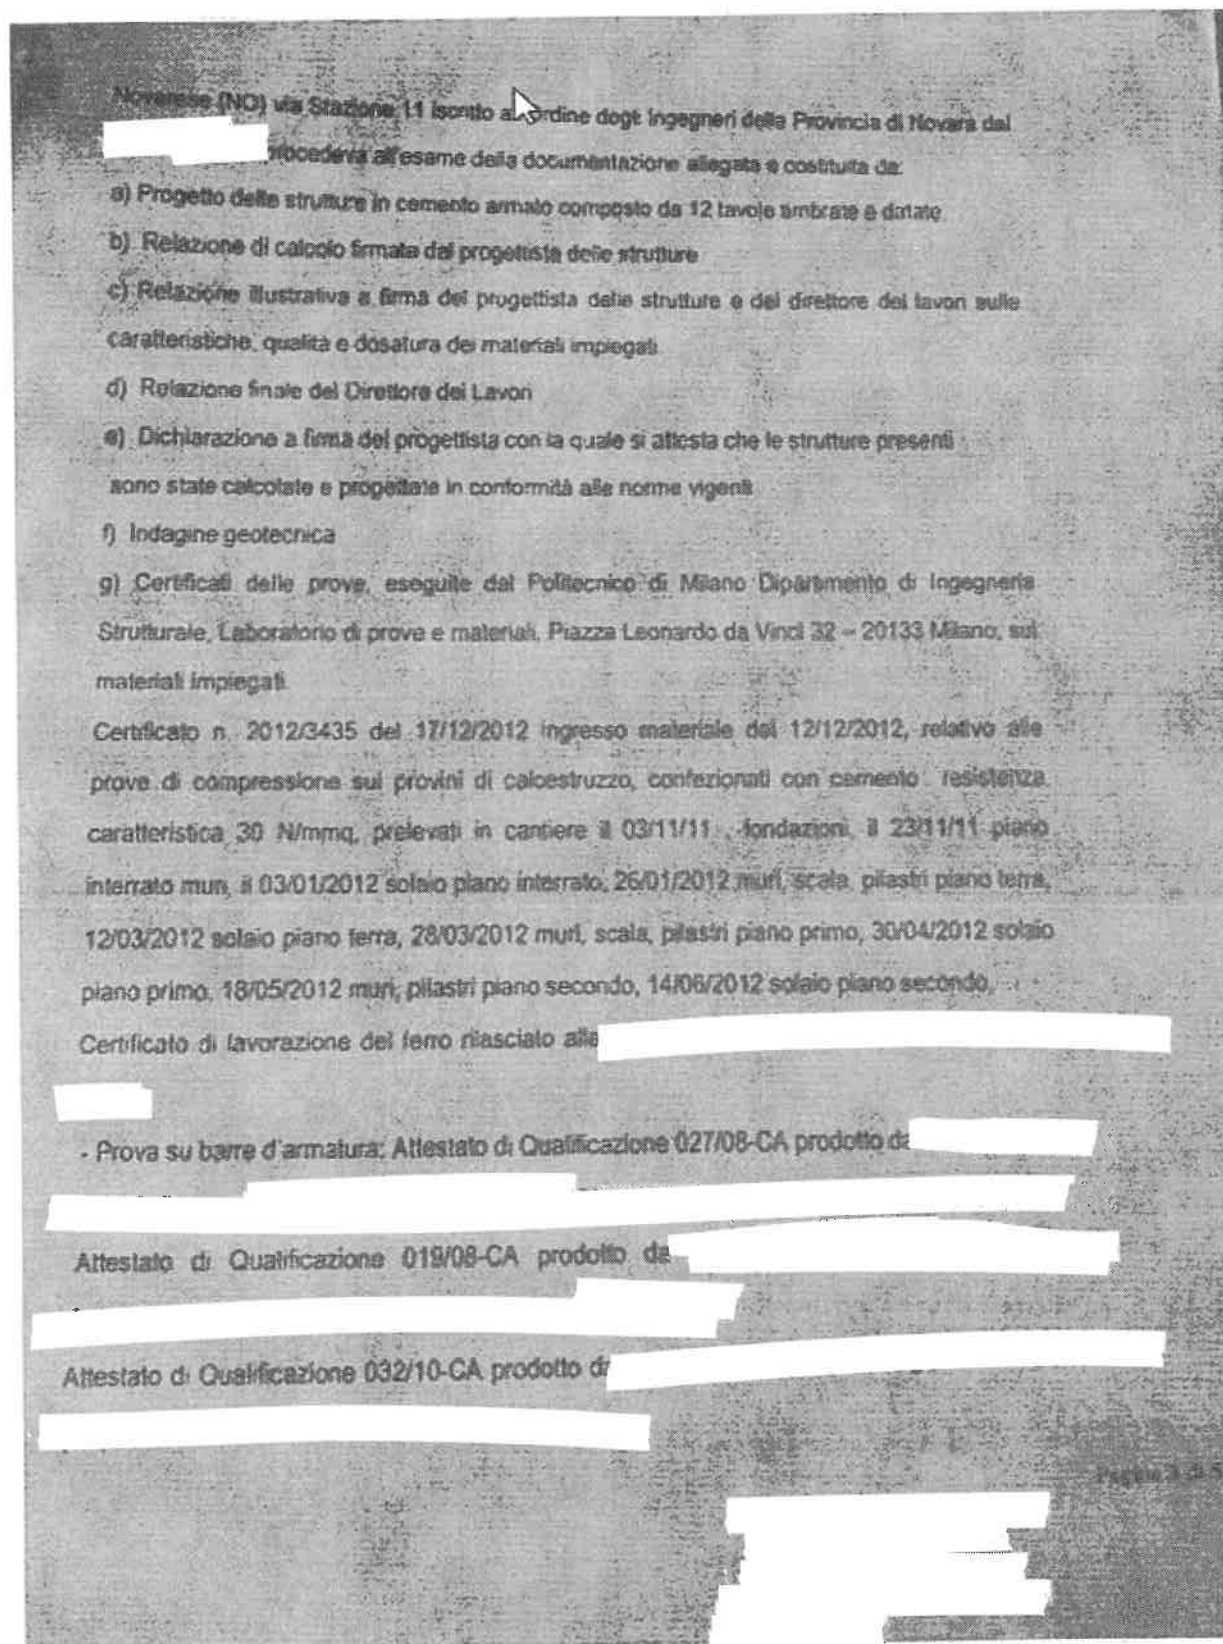 Novarese (NO) via Stazione 11 iscritto all'ordine degli Ingegneri della Provincia di Novara dal
procedeva all'esame della documentazione allegata e costituita da:
a) Progetto delle strutture in cemento armato composto da 12 tavole timbrate e datate
b) Relazione di calcolo firmata dal progettista delle strutture
c) Relazione illustrativa a firma del progettista delle strutture e del direttore dei lavori sulle
caratteristiche, qualità e dosatura dei materiali impiegati
d) Relazione finale del Direttore dei Lavori
e) Dichiarazione a firma del progettista con la quale si attesta che le strutture presenti
sono state calcolate e progettate in conformità alle norme vigenti
f) Indagine geotecnica
g) Certificati delle prove, eseguite dal Politecnico di Milano Dipartimento di Ingegneria
Strutturale, Laboratorio di prove e materiali, Piazza Leonardo da Vinci 32 – 20133 Milano, sui
materiali impiegati.
Certificato n. 2012/3435 del 17/12/2012 ingresso materiale del 12/12/2012, relativo alle
prove di compressione sui provini di calcestruzzo, confezionati con cemento resistenza
caratteristica 30 N/mmq, prelevati in cantiere il 03/11/11 , fondazioni, il 23/11/11 piano
interrato muri, il 03/01/2012 solaio piano interrato, 26/01/2012 muri, scala, pilastri piano terra,
12/03/2012 solaio piano terra, 28/03/2012 muri, scala, pilastri piano primo, 30/04/2012 solaio
piano primo, 18/05/2012 muri, pilastri piano secondo, 14/06/2012 solaio piano secondo,
Certificato di lavorazione del ferro rilasciato alla
- Prova su barre d'armatura: Attestato di Qualificazione 027/08-CA prodotto da
Attestato di Qualificazione 019/08-CA prodotto da
Attestato di Qualificazione 032/10-CA prodotto da
Pagina 3 di 5